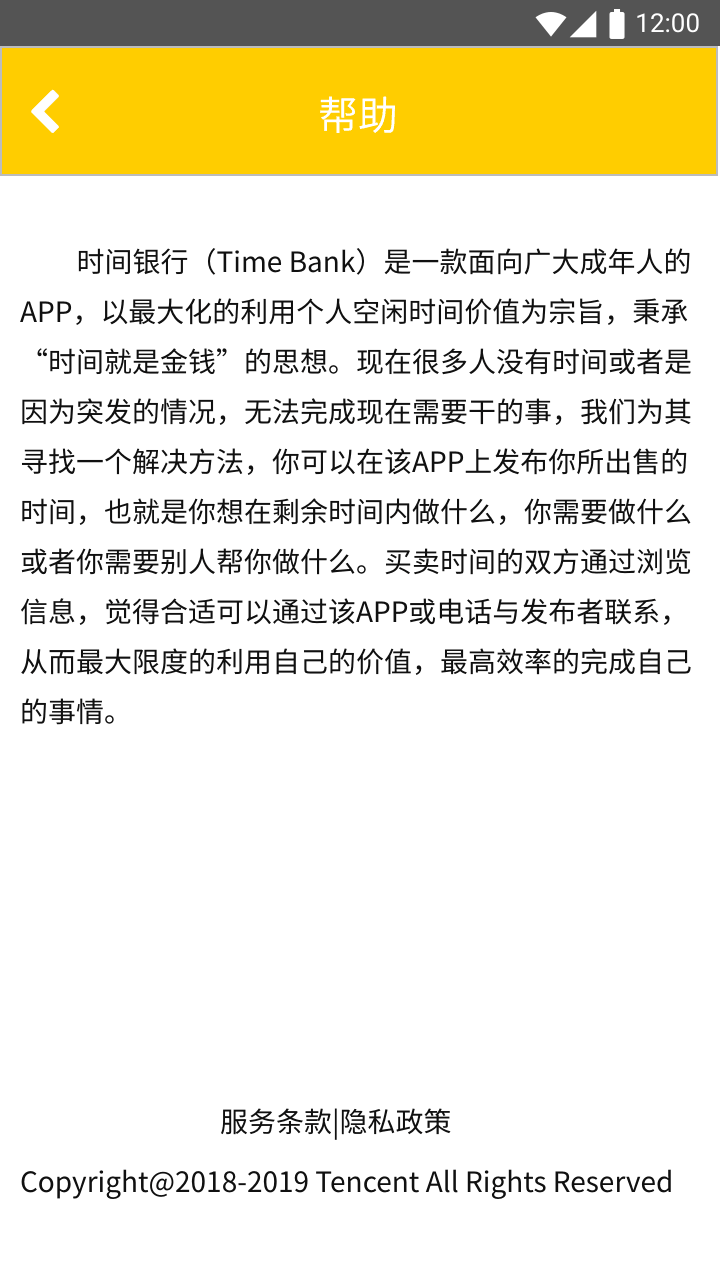 12:00
帮助
时间银行（Time Bank）是一款面向广大成年人的
APP，以最大化的利用个人空闲时间价值为宗旨，秉承
“时间就是金钱”的思想。现在很多人没有时间或者是
因为突发的情况，无法完成现在需要干的事，我们为其
寻找一个解决方法，你可以在该APP上发布你所出售的
时间，也就是你想在剩余时间内做什么，你需要做什么
或者你需要别人帮你做什么。买卖时间的双方通过浏览
信息，觉得合适可以通过该APP或电话与发布者联系，
从而最大限度的利用自己的价值，最高效率的完成自己
的事情。
服务条款|隐私政策
Copyright@2018-2019 Tencent All Rights Reserved